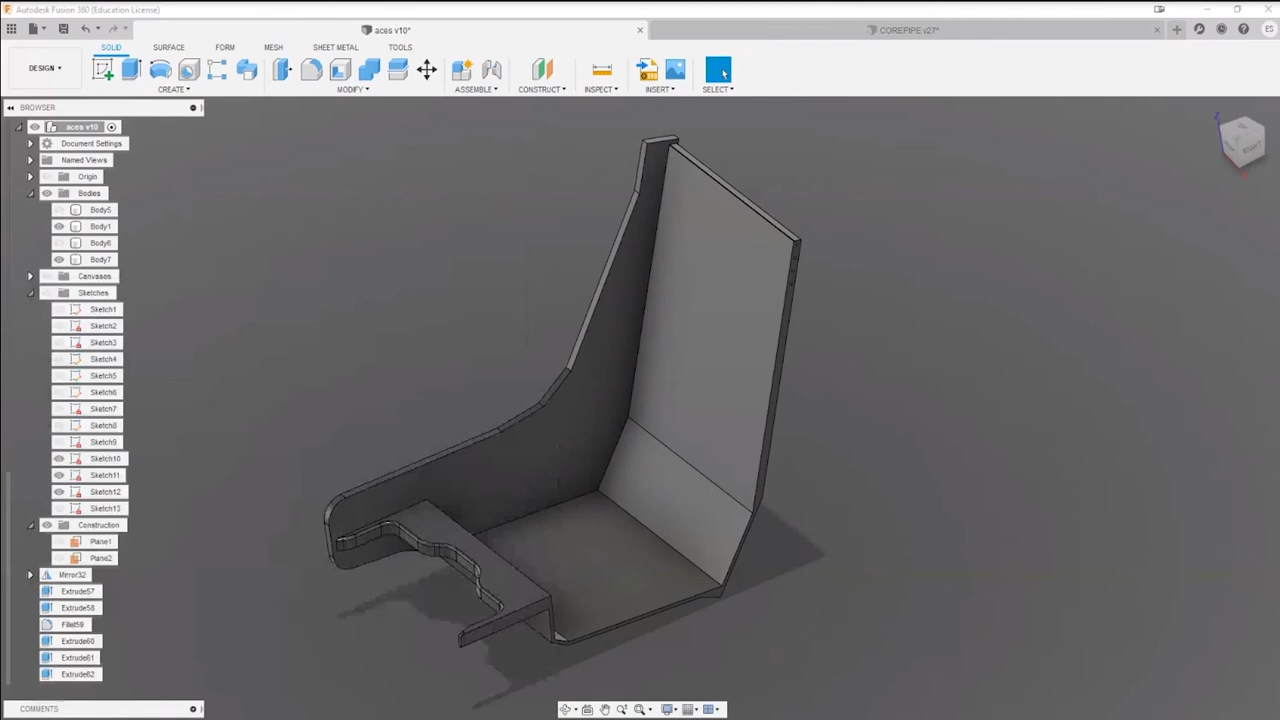 Autodesk Fusion 360 (Education License)
aces v10*
COREPIPE v27*
ES
DESIGN
SOLID
SURFACE
FORM
MESH
SHEET METAL
TOOLS
CREATE
MODIFY
ASSEMBLE
CONSTRUCT
INSPECT
INSERT
SELECT
BROWSER
aces v10
Document Settings
Named Views
Origin
Bodies
Body5
Body1
Body6
Body7
Canvases
Sketches
Sketch1
Sketch2
Sketch3
Sketch4
Sketch5
Sketch6
Sketch7
Sketch8
Sketch9
Sketch10
Sketch11
Sketch12
Sketch13
Construction
Plane1
Plane2
Mirror32
Extrude57
Extrude58
Fillet59
Extrude60
Extrude61
Extrude62
COMMENTS
RIGHT